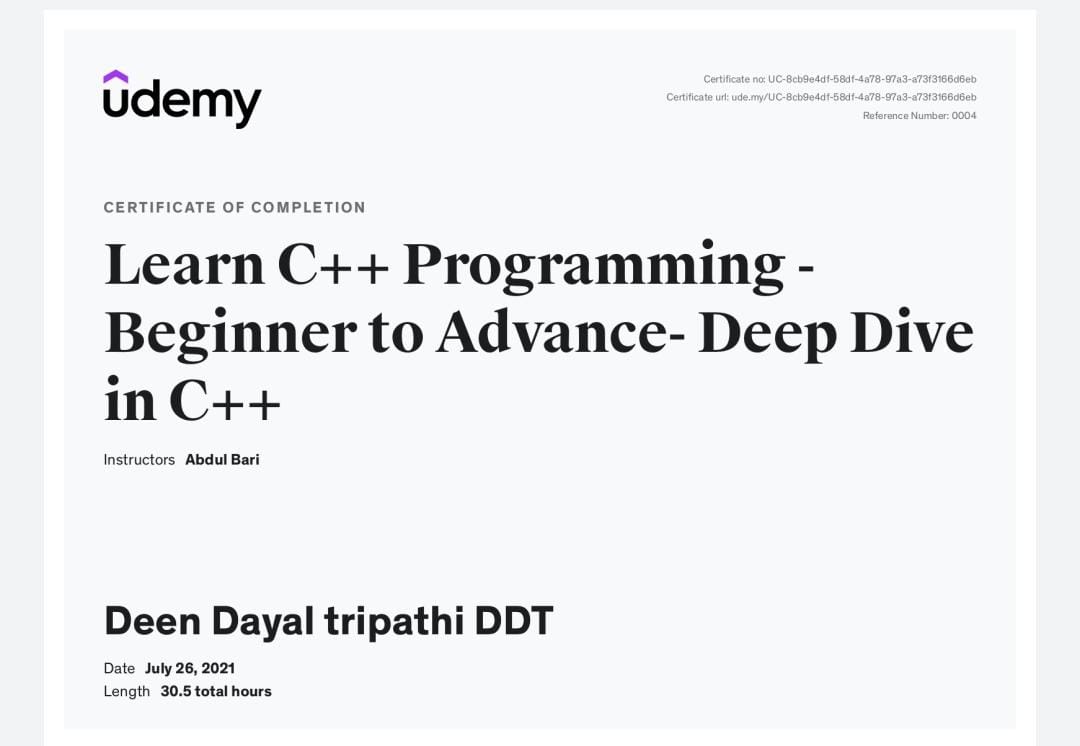 udemy
Certificate no: UC-8cb9e4df-58df-4a78-97a3-a73f3166d6eb
Certificate url: ude.my/UC-8cb9e4df-58df-4a78-97a3-a73f3166d6eb
Reference Number: 0004
CERTIFICATE OF COMPLETION
Learn C++ Programming -
Beginner to Advance- Deep Dive
in C++
Instructors Abdul Bari
Deen Dayal tripathi DDT
Date July 26, 2021
Length 30.5 total hours